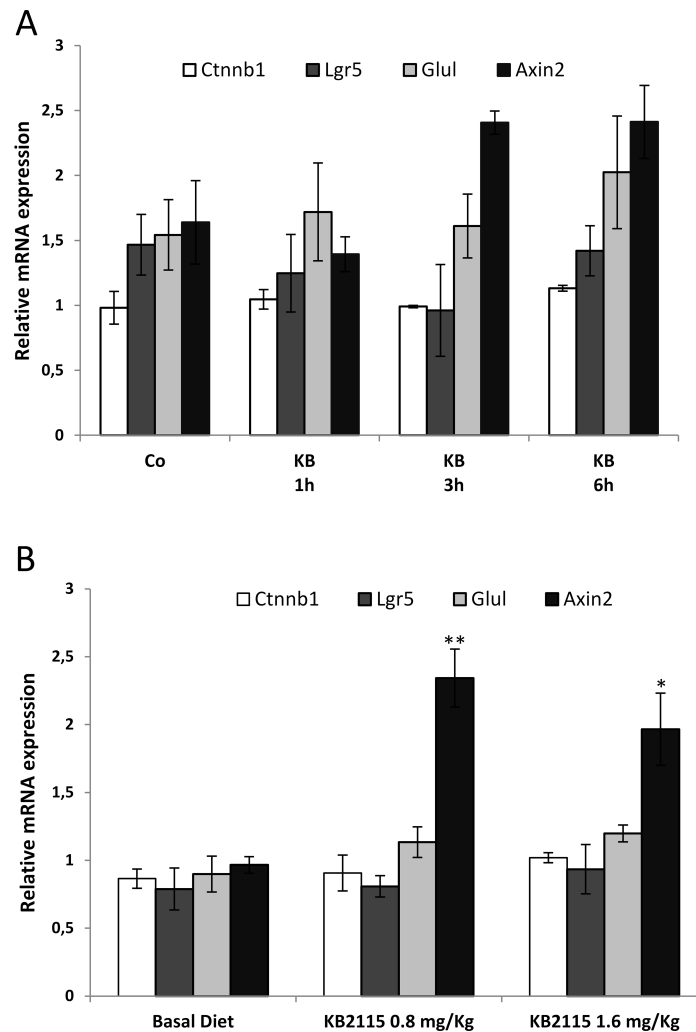 A
Relative mRNA expression
3
2,5
2
1,5
1
0,5
0
Ctnnb1 Lgr5 Glul Axin2
Co KB KB KB
1h 3h 6h
B
Relative mRNA expression
3
2,5
2
1,5
1
0,5
0
Ctnnb1 Lgr5 Glul Axin2
**
*
Basal Diet KB2115 0.8 mg/Kg KB2115 1.6 mg/Kg